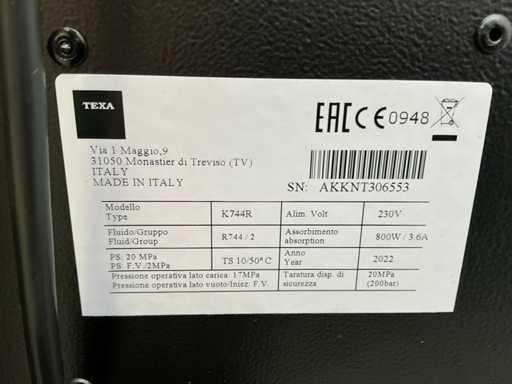 TEXA
EAC CE 0948
Via 1 Maggio,9
31050 Monastier di Treviso (TV)
ITALY
MADE IN ITALY
SN: AKKNT306553
Modello
Type
K744R
Alim. Volt
230V
Fluido/Gruppo
Fluid/Group
R744 / 2
Assorbimento
absorption
800W / 3.6A
PS: 20 MPa
PS: F.V./2MPa
TS 10/50° C
Anno
Year
2022
Pressione operativa lato carica: 17MPa
Pressione operativa lato vuoto/Iniez. F.V.
Taratura disp. di
sicurezza
20MPa
(200bar)